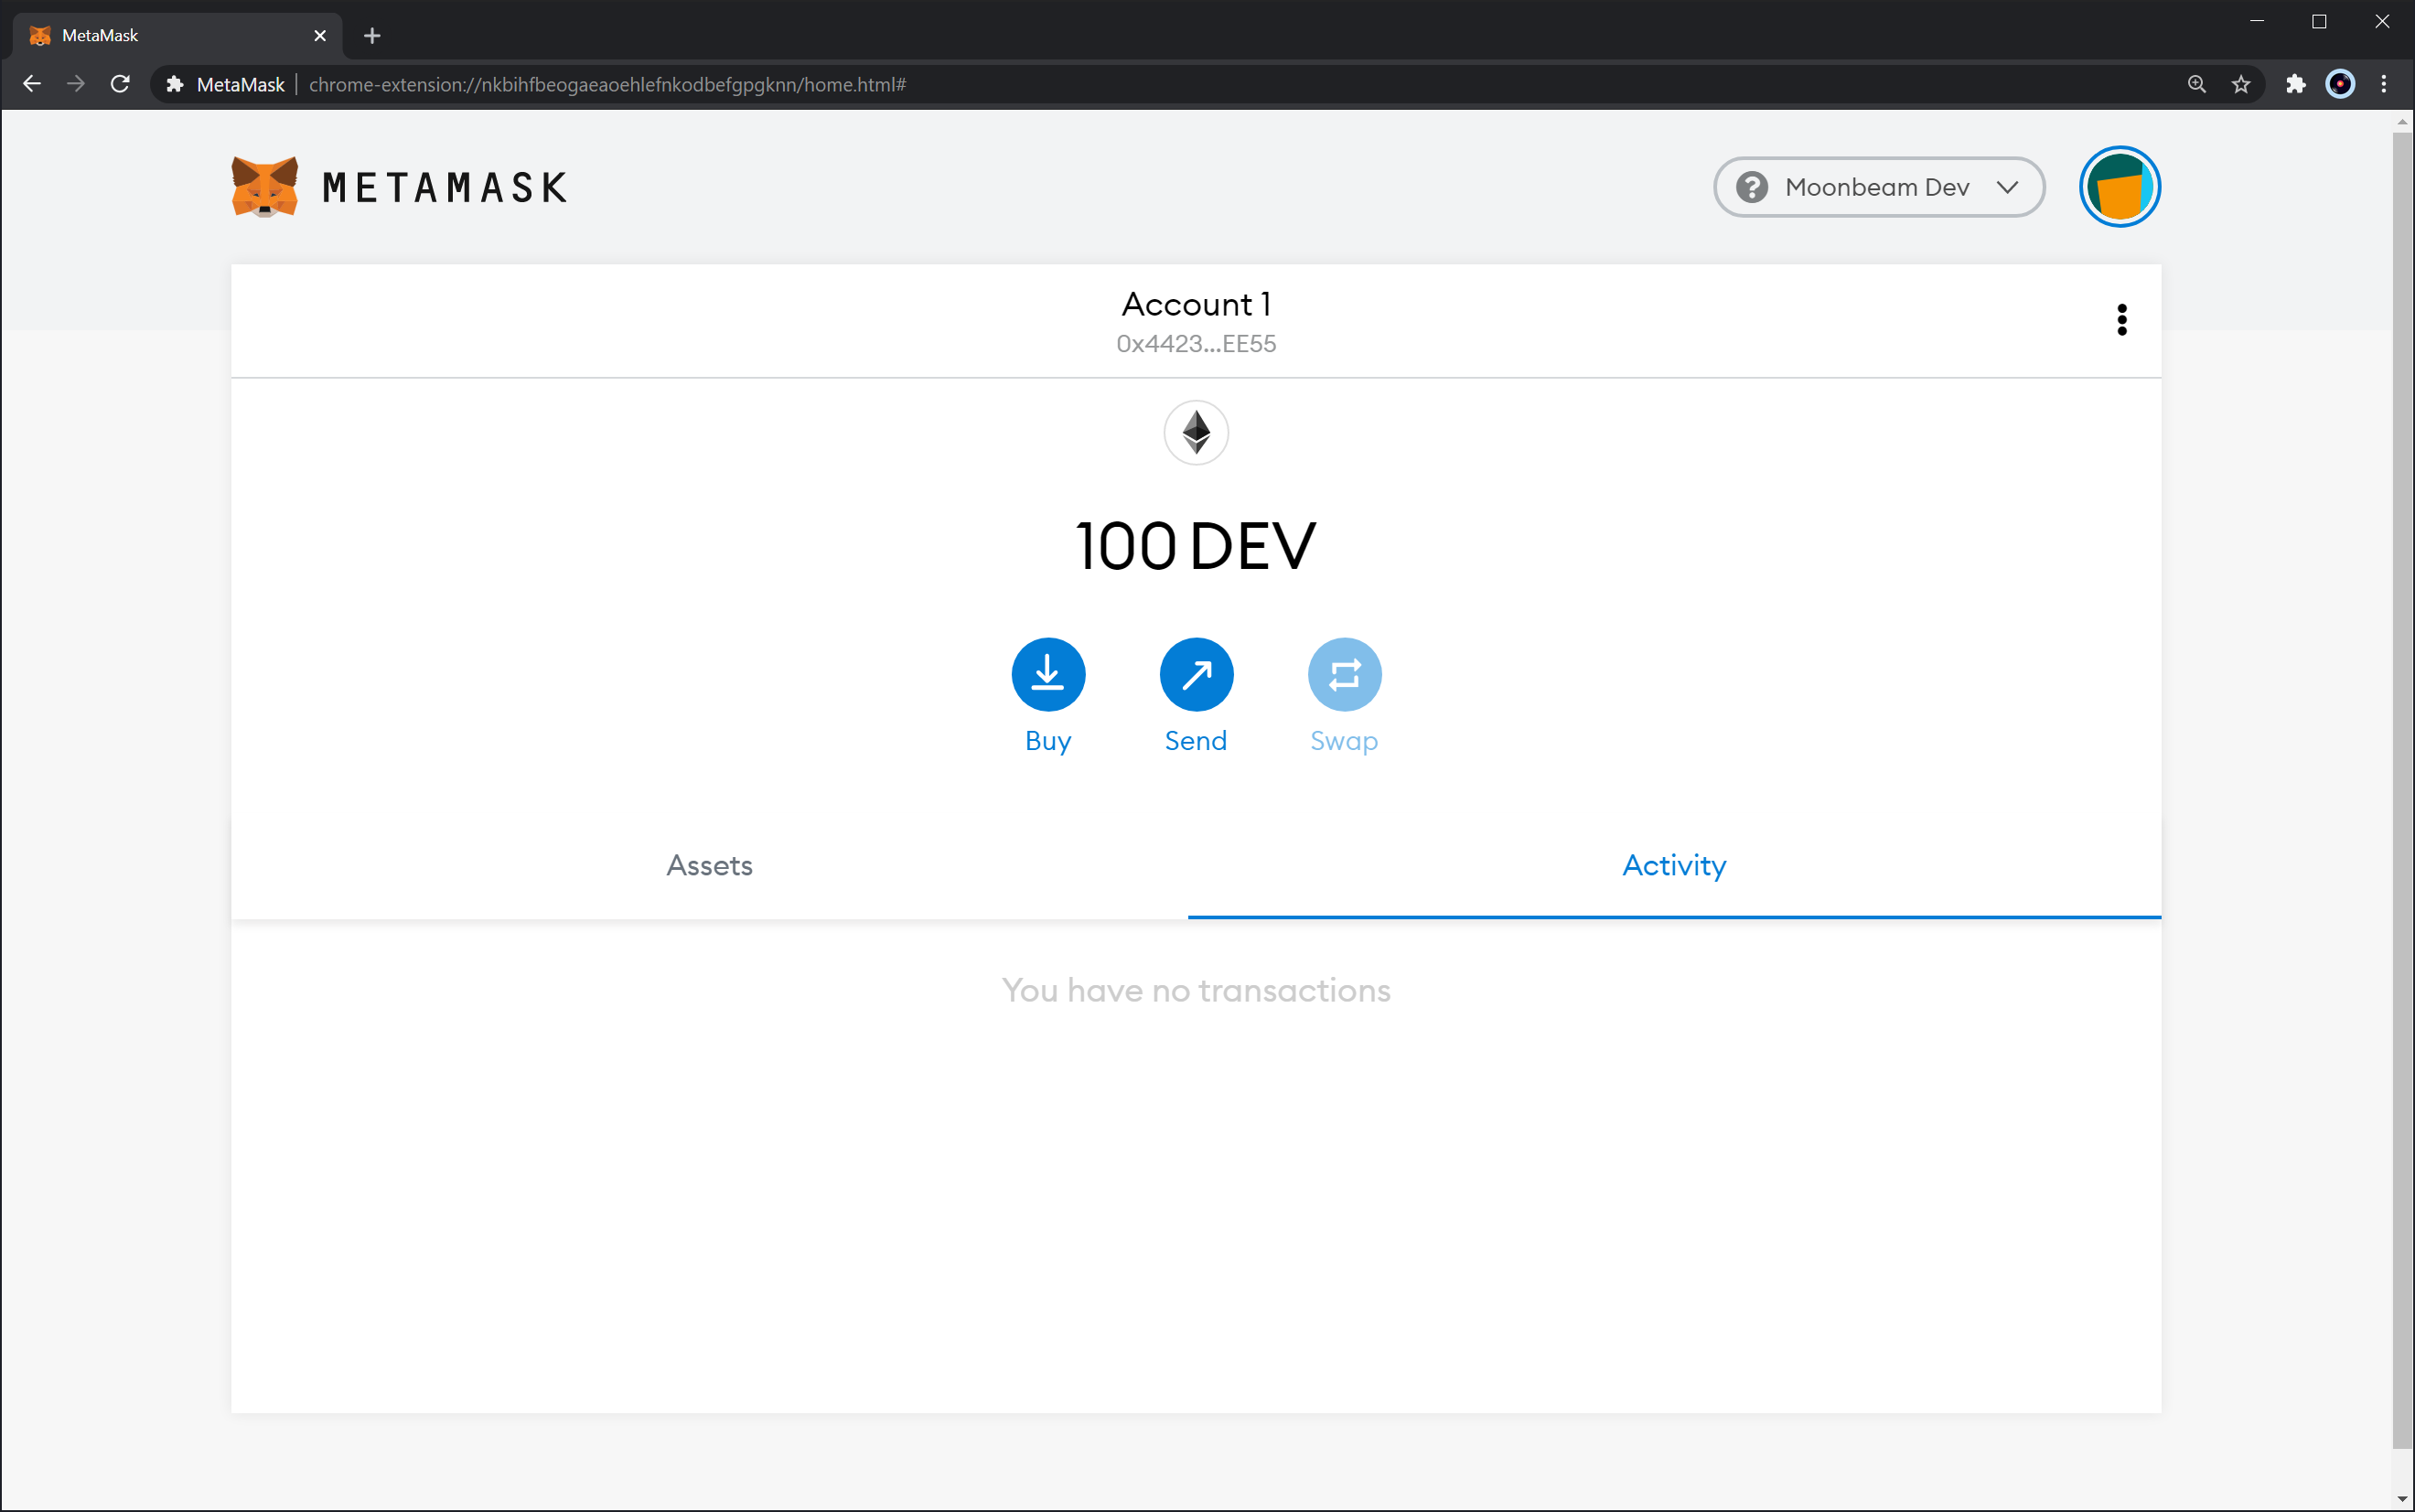 MetaMask
MetaMask | chrome-extension://nkbihfbeogaeaoehlefnkodbefgpgknn/home.html#
METAMASK
? Moonbeam Dev
Account 1
0x4423...EE55
100 DEV
Buy Send Swap
Assets Activity
You have no transactions